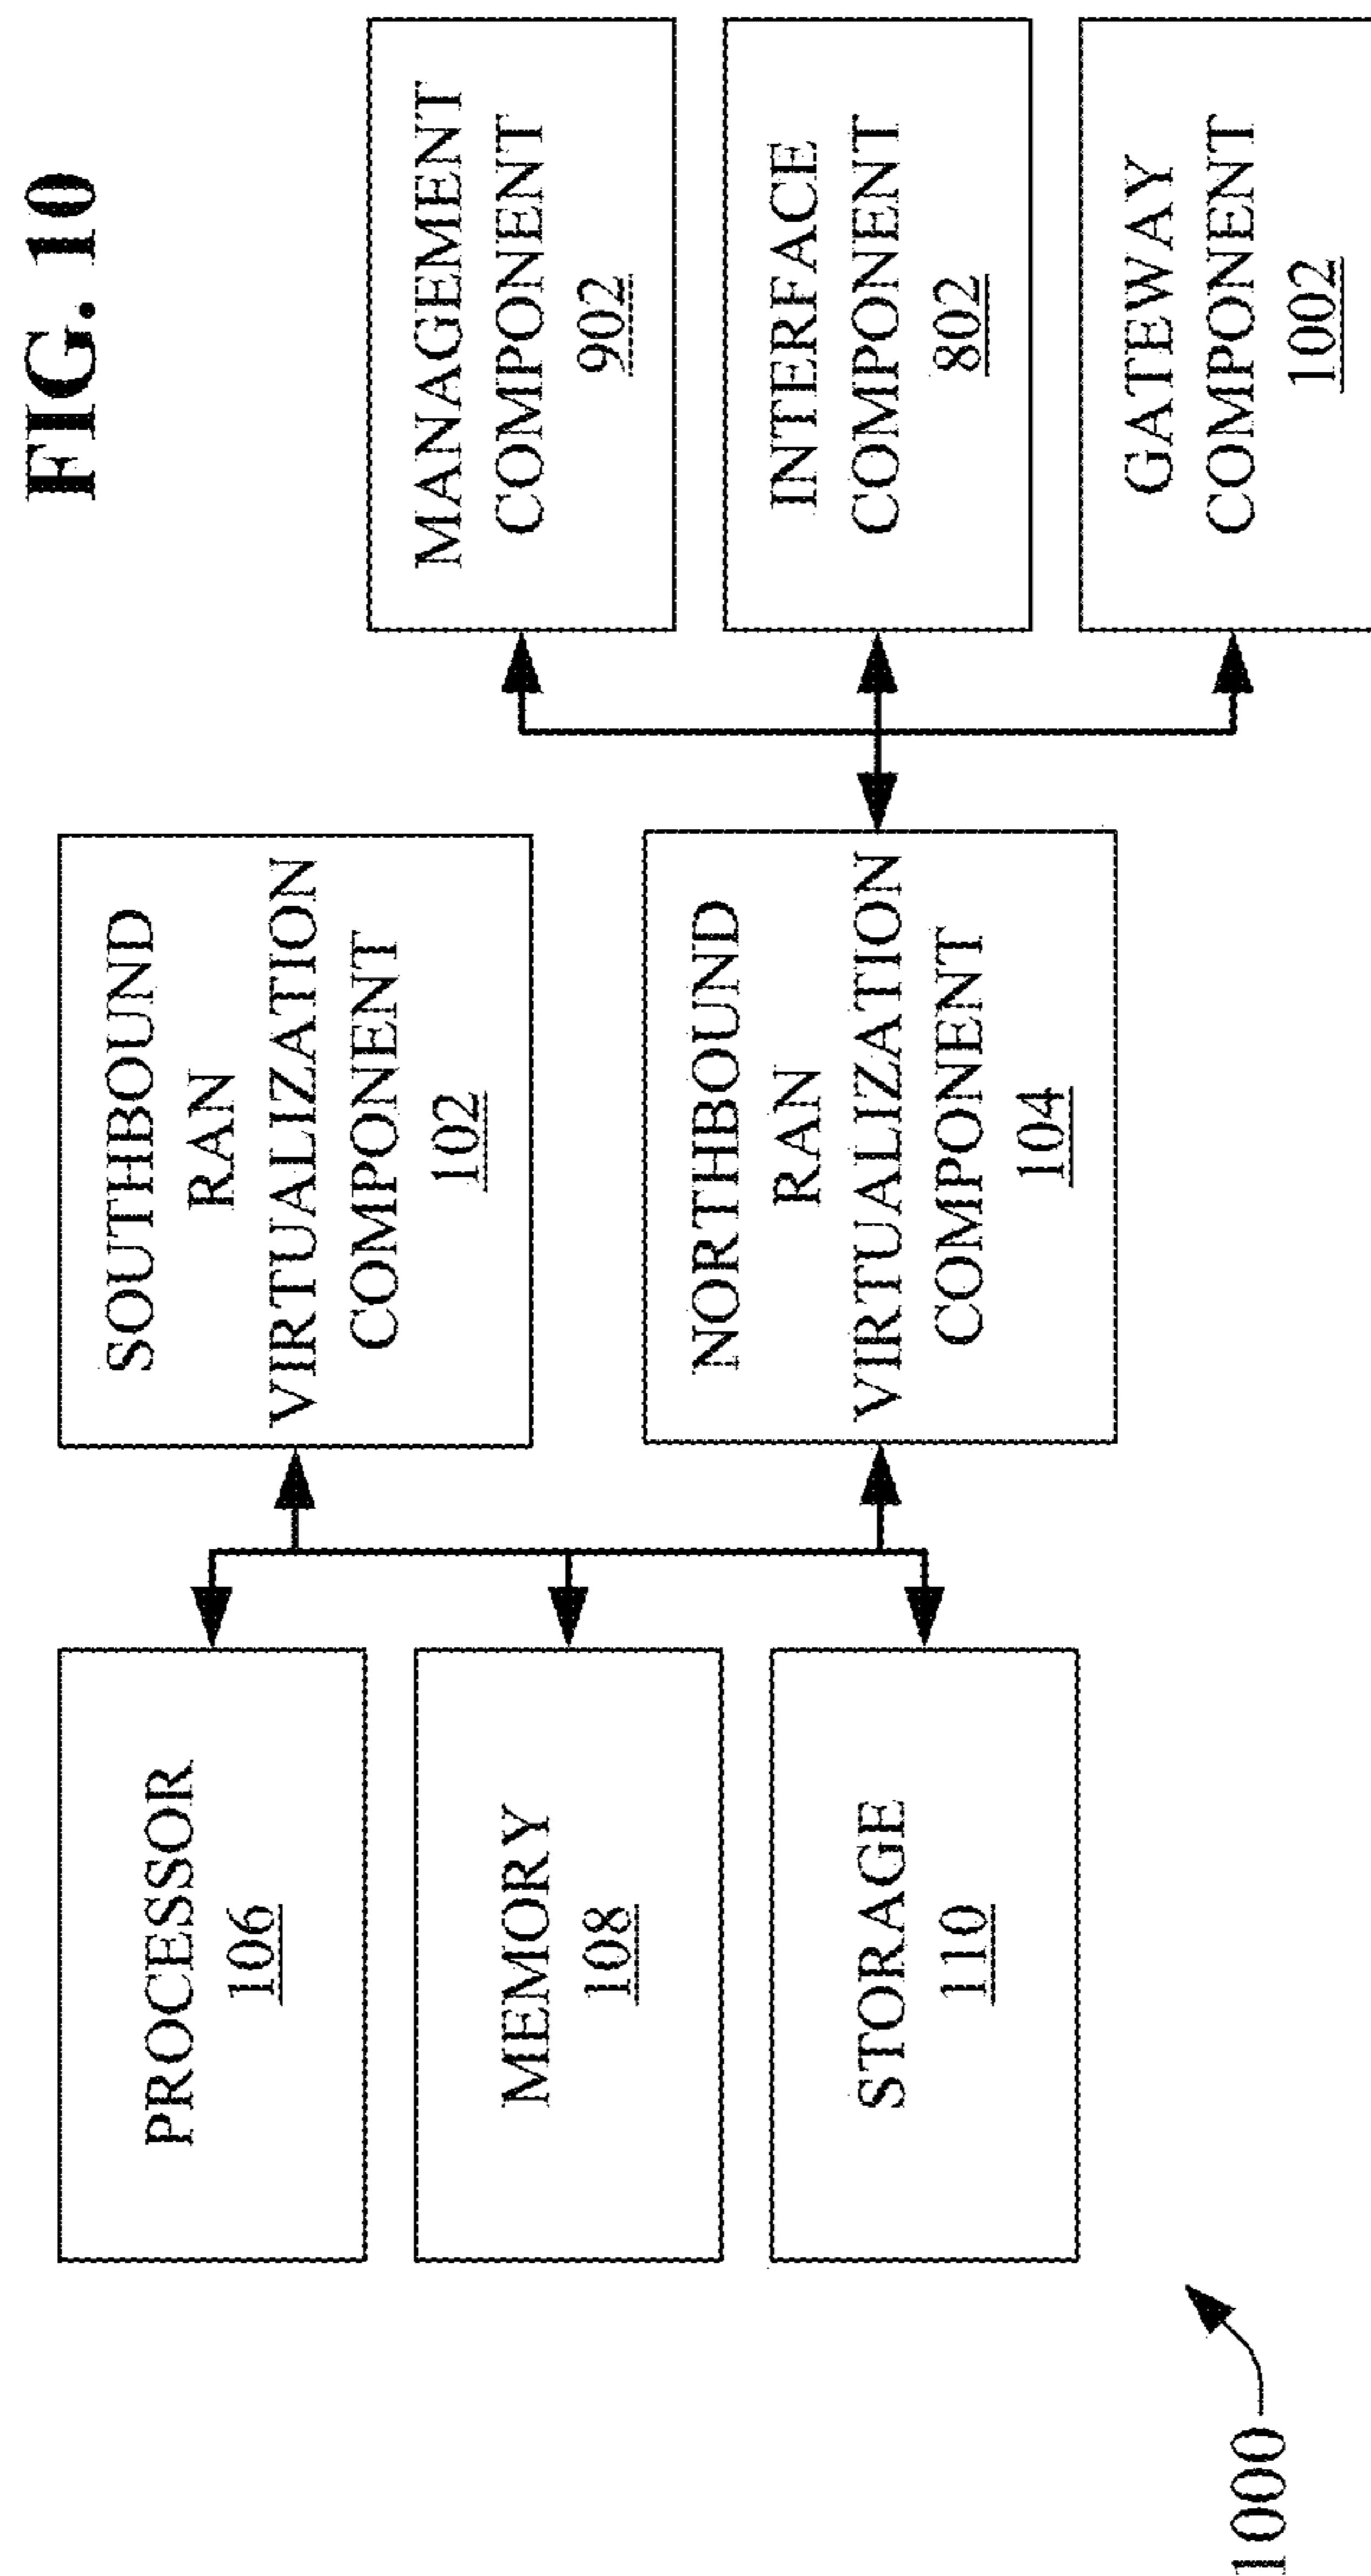 FIG. 10
PROCESSOR
106
MEMORY
108
STORAGE
110
SOUTHBOUND
RAN
VIRTUALIZATION
COMPONENT
102
NORTHBOUND
RAN
VIRTUALIZATION
COMPONENT
104
MANAGEMENT
COMPONENT
902
INTERFACE
COMPONENT
802
GATEWAY
COMPONENT
1002
1000